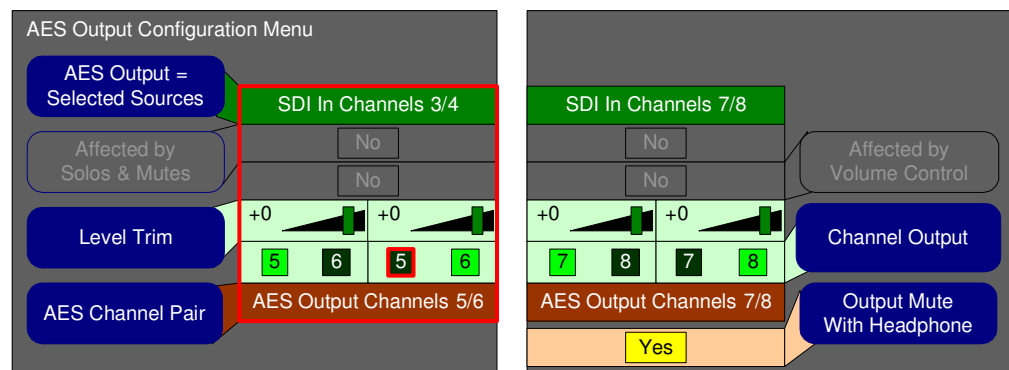 AES Output Configuration Menu
AES Output =
Selected Sources
SDI In Channels 3/4
SDI In Channels 7/8
Affected by
Solos & Mutes
No
No
No
No
Affected by
Volume Control
Level Trim
+0 +0
+0 +0
Channel Output
5 6 5 6
7 8 7 8
AES Channel Pair
AES Output Channels 5/6
AES Output Channels 7/8
Output Mute
With Headphone
Yes